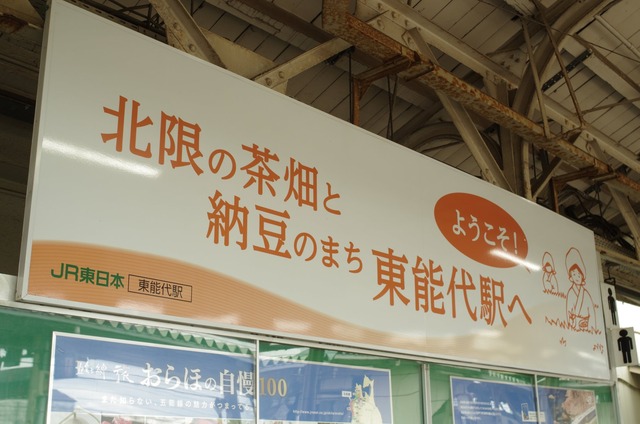 北限の茶畑と
納豆のまち 東能代駅へ
ようこそ!
JR東日本 東能代駅
おらほの自慢100